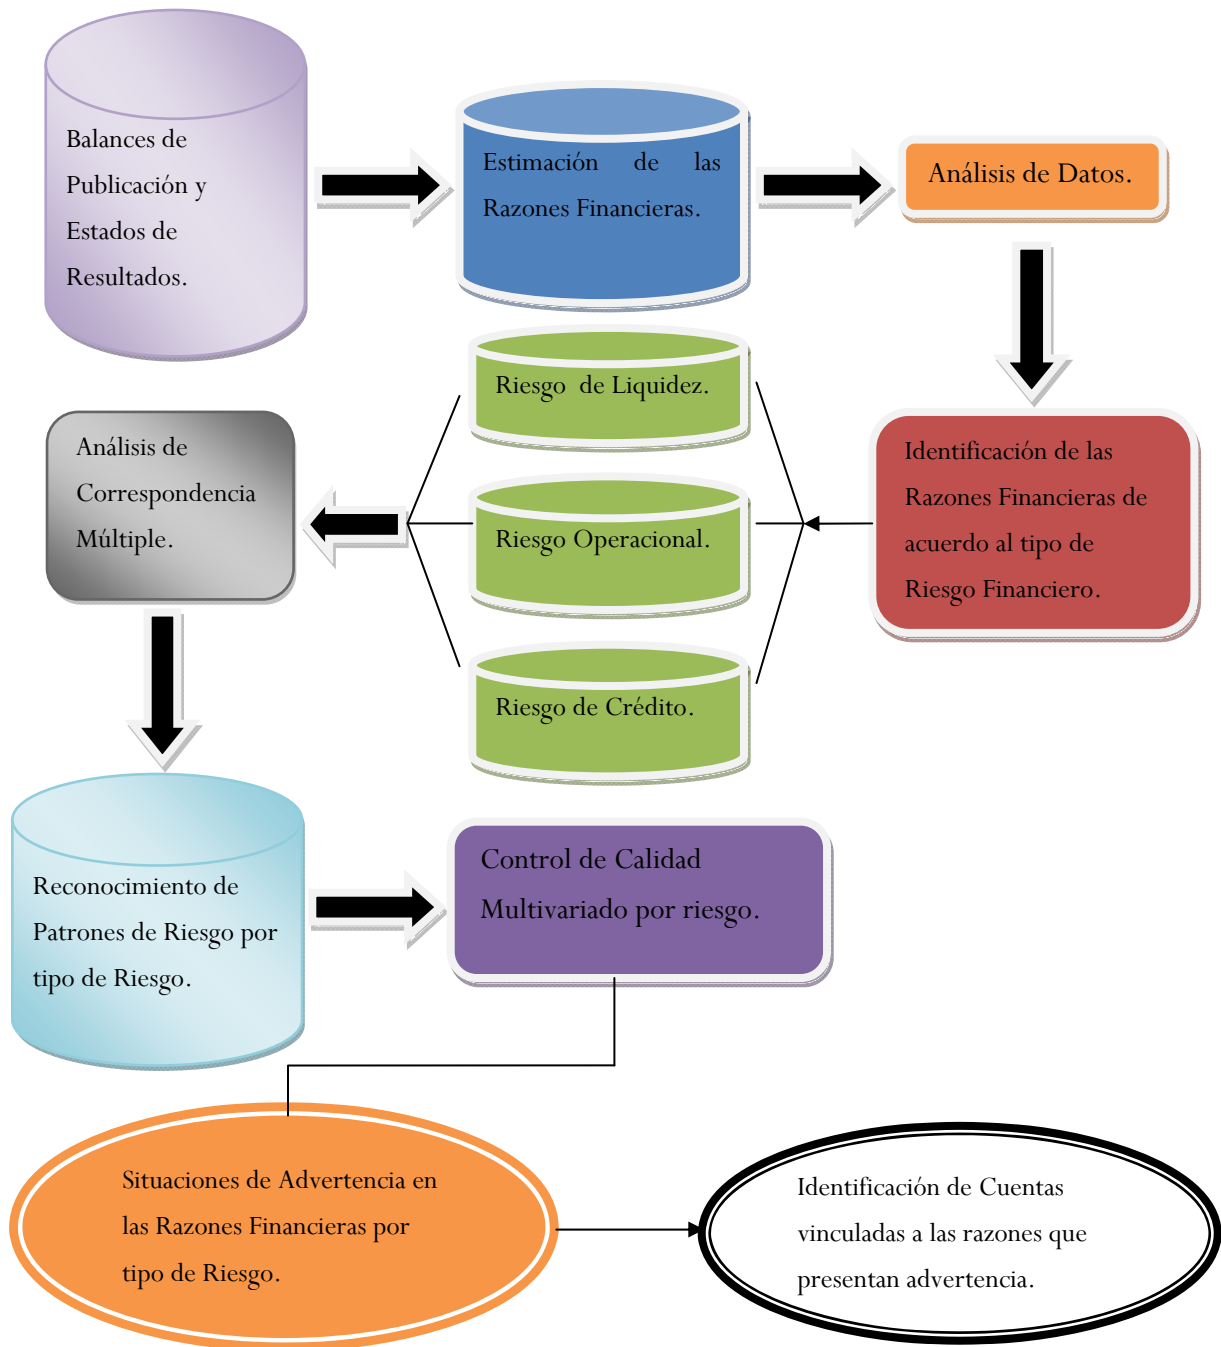 Balances de
Publicación y
Estados de
Resultados.
Estimación de las
Razones Financieras.
Análisis de Datos.
Identificación de las
Razones Financieras de
acuerdo al tipo de
Riesgo Financiero.
Riesgo de Liquidez.
Riesgo Operacional.
Riesgo de Crédito.
Análisis de
Correspondencia
Múltiple.
Reconocimiento de
Patrones de Riesgo por
tipo de Riesgo.
Control de Calidad
Multivariado por riesgo.
Situaciones de Advertencia en
las Razones Financieras por
tipo de Riesgo.
Identificación de Cuentas
vinculadas a las razones que
presentan advertencia.